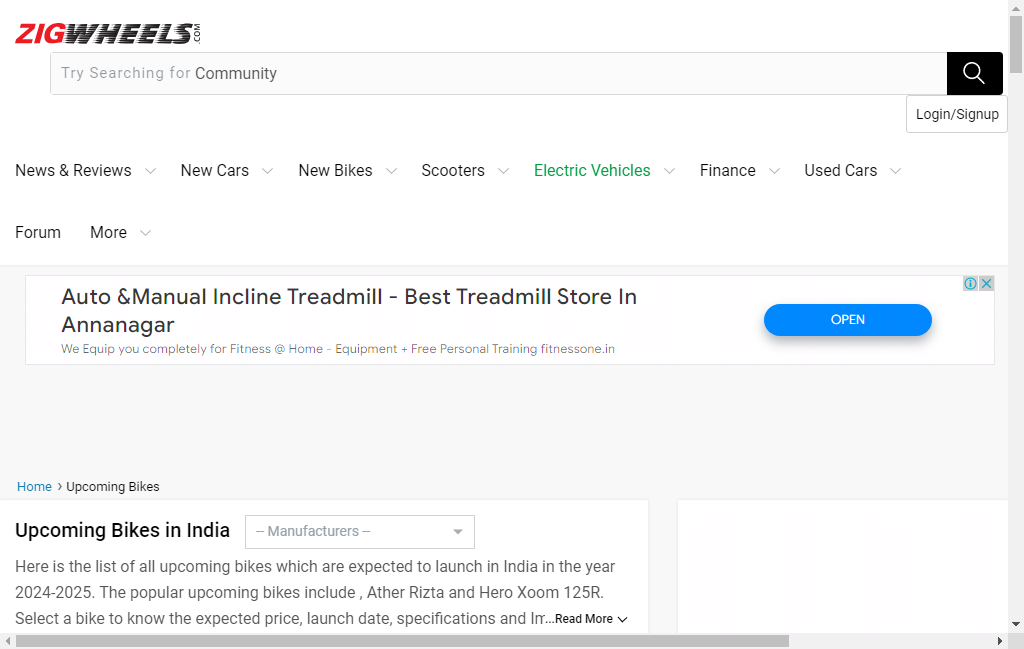 ZIGWHEELS.COM
Try Searching for Community
Login/Signup
News & Reviews New Cars New Bikes Scooters Electric Vehicles Finance Used Cars
Forum More
Auto &Manual Incline Treadmill - Best Treadmill Store In
Annanagar
We Equip you completely for Fitness @ Home - Equipment + Free Personal Training fitnessone.in
OPEN
Home › Upcoming Bikes
Upcoming Bikes in India -- Manufacturers --
Here is the list of all upcoming bikes which are expected to launch in India in the year
2024-2025. The popular upcoming bikes include , Ather Rizta and Hero Xoom 125R.
Select a bike to know the expected price, launch date, specifications and Im...Read More